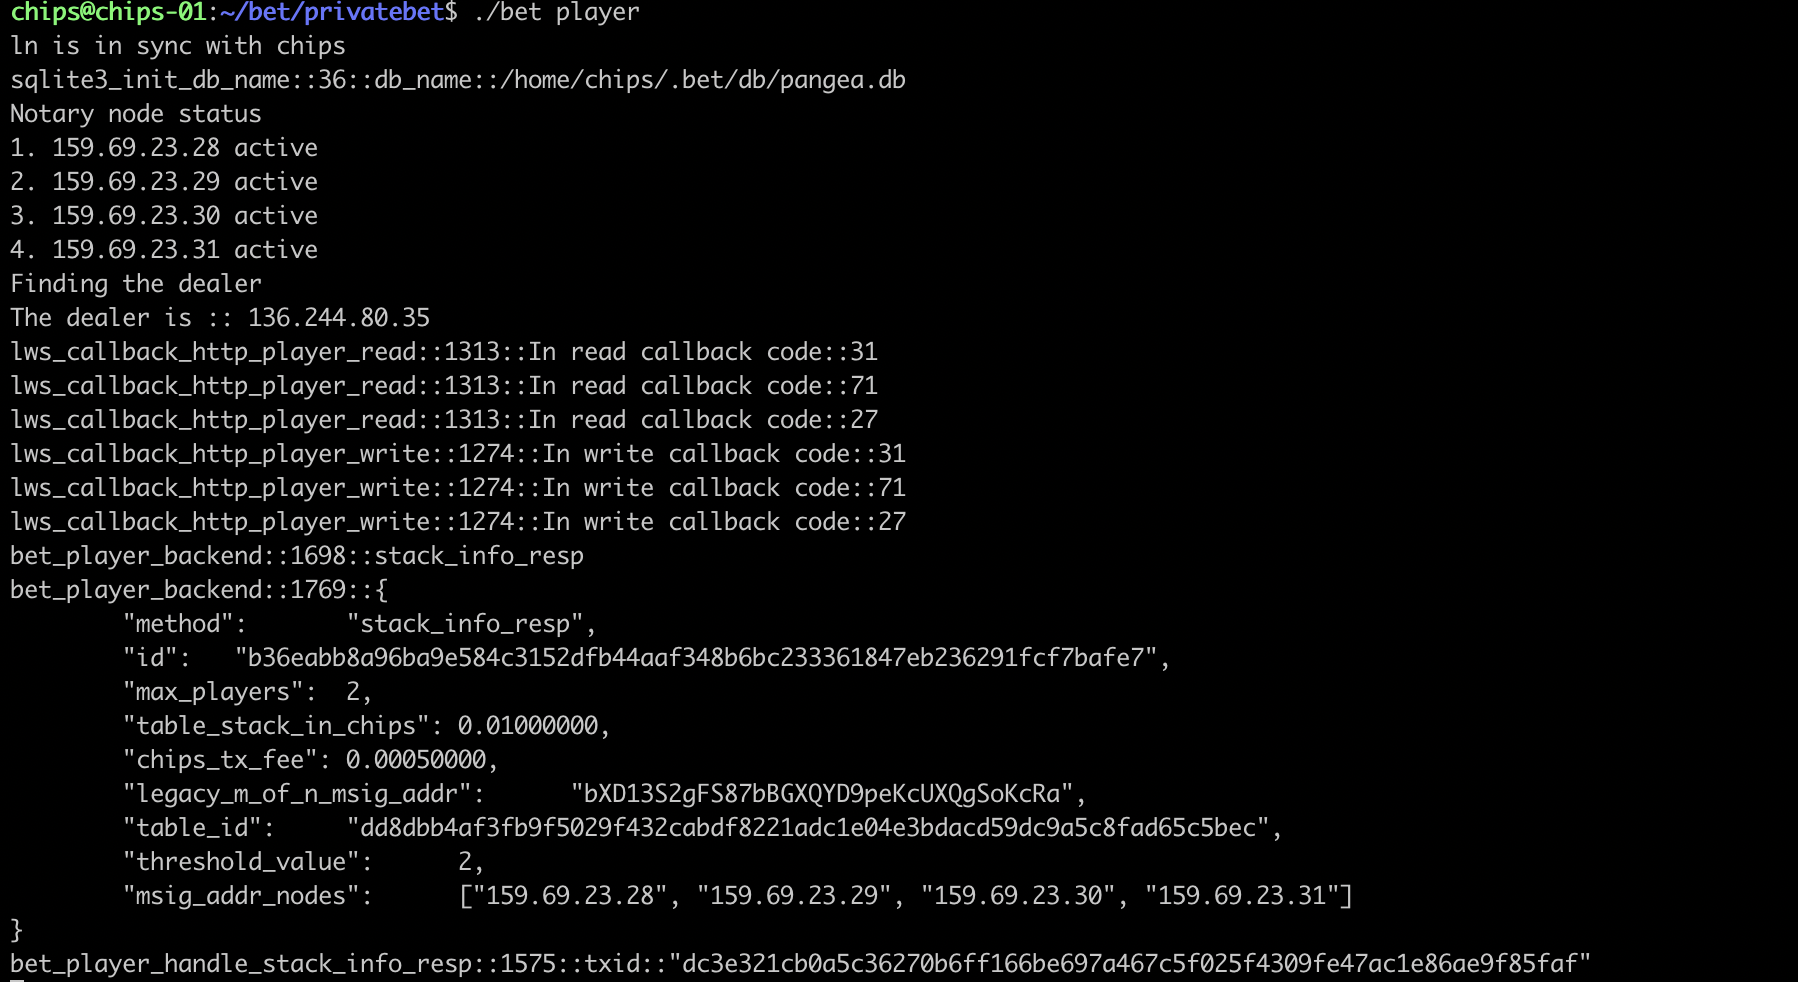 chips@chips-01:~/bet/privatebet$ ./bet player
ln is in sync with chips
sqlite3_init_db_name::36::db_name::/home/chips/.bet/db/pangea.db
Notary node status
1. 159.69.23.28 active
2. 159.69.23.29 active
3. 159.69.23.30 active
4. 159.69.23.31 active
Finding the dealer
The dealer is :: 136.244.80.35
lws_callback_http_player_read::1313::In read callback code::31
lws_callback_http_player_read::1313::In read callback code::71
lws_callback_http_player_read::1313::In read callback code::27
lws_callback_http_player_write::1274::In write callback code::31
lws_callback_http_player_write::1274::In write callback code::71
lws_callback_http_player_write::1274::In write callback code::27
bet_player_backend::1698::stack_info_resp
bet_player_backend::1769::{
        "method":       "stack_info_resp",
        "id":   "b36eabb8a96ba9e584c3152dfb44aaf348b6bc233361847eb236291fcf7bafe7",
        "max_players":  2,
        "table_stack_in_chips": 0.01000000,
        "chips_tx_fee": 0.00050000,
        "legacy_m_of_n_msig_addr":      "bXD13S2gFS87bBGXQYD9peKcUXQgSoKcRa",
        "table_id":     "dd8dbb4af3fb9f5029f432cabdf8221adc1e04e3bdacd59dc9a5c8fad65c5bec",
        "threshold_value":      2,
        "msig_addr_nodes":      ["159.69.23.28", "159.69.23.29", "159.69.23.30", "159.69.23.31"]
}
bet_player_handle_stack_info_resp::1575::txid::"dc3e321cb0a5c36270b6ff166be697a467c5f025f4309fe47ac1e86ae9f85faf"